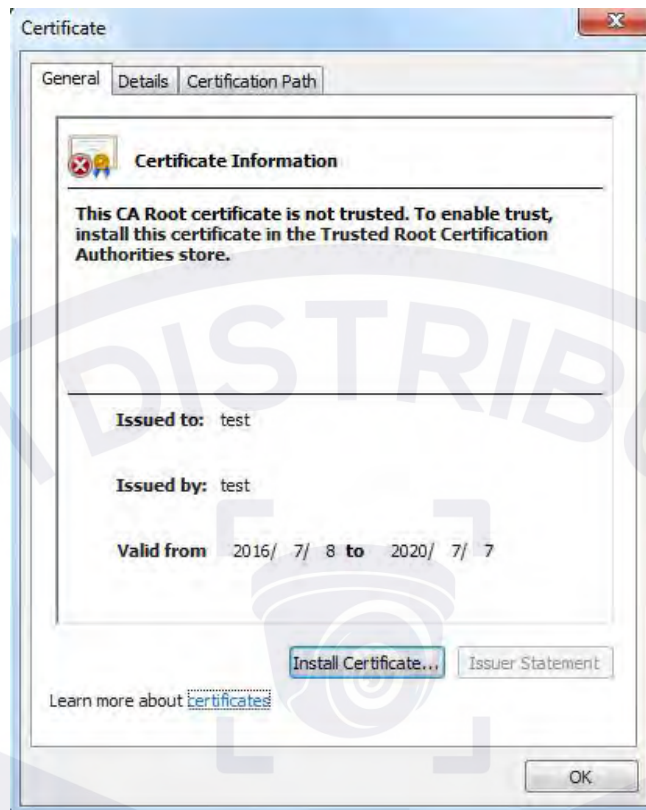 Certificate
General
Details
Certification Path
Certificate Information
This CA Root certificate is not trusted. To enable trust,
install this certificate in the Trusted Root Certification
Authorities store.
DISTRIB
Issued to: test
Issued by: test
Valid from 2016/ 7/ 8 to 2020/ 7/ 7
Install Certificate...
Issuer Statement
Learn more about certificates
OK